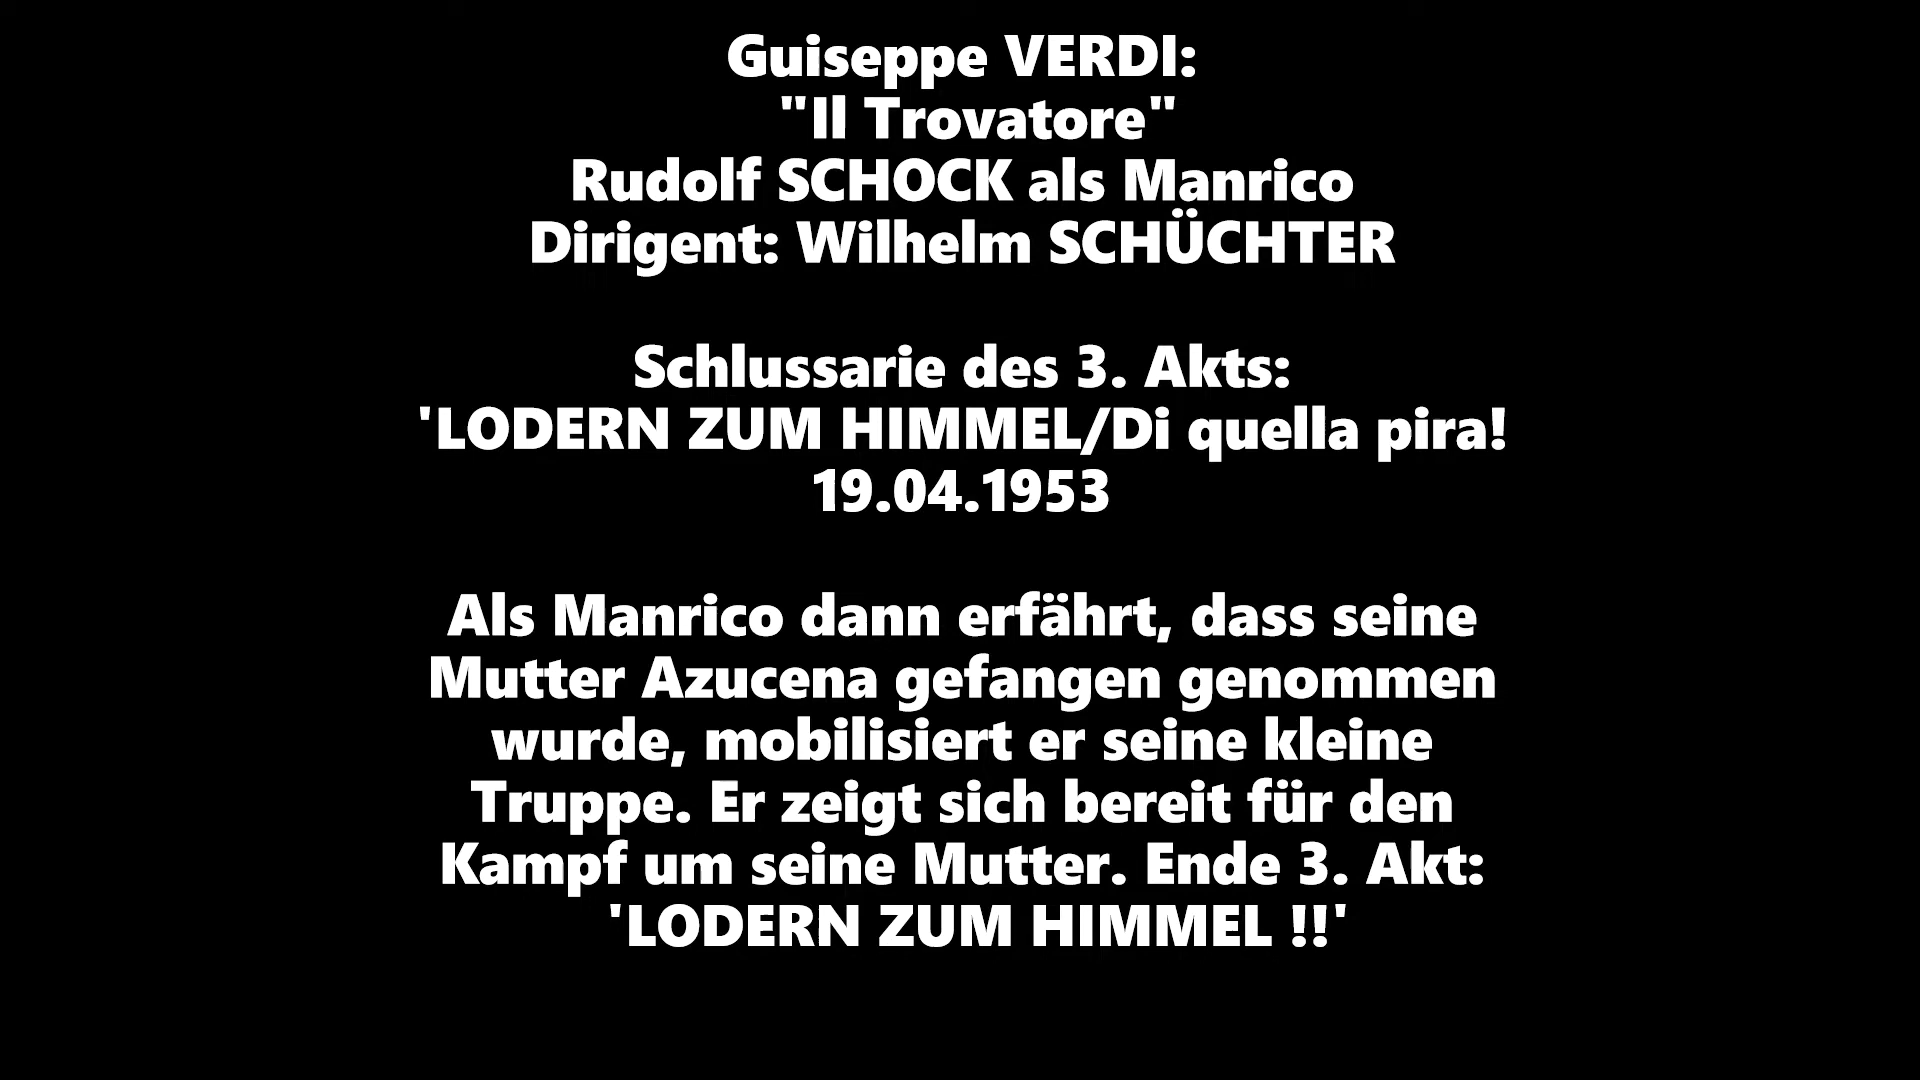 Guiseppe VERDI:
"Il Trovatore"
Rudolf SCHOCK als Manrico
Dirigent: Wilhelm SCHÜCHTER
Schlussarie des 3. Akts:
'LODERN ZUM HIMMEL/Di quella pira!
19.04.1953
Als Manrico dann erfährt, dass seine
Mutter Azucena gefangen genommen
wurde, mobilisiert er seine kleine
Truppe. Er zeigt sich bereit für den
Kampf um seine Mutter. Ende 3. Akt:
'LODERN ZUM HIMMEL !!'